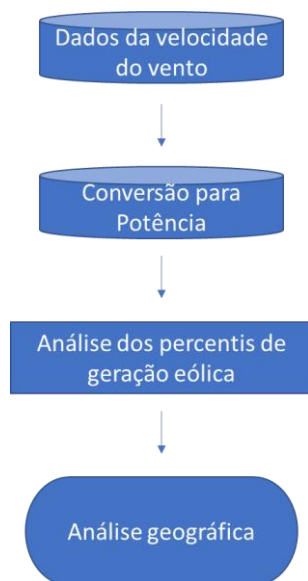 Dados da velocidade
do vento
Conversão para
Potência
Análise dos percentis de
geração eólica
Análise geográfica